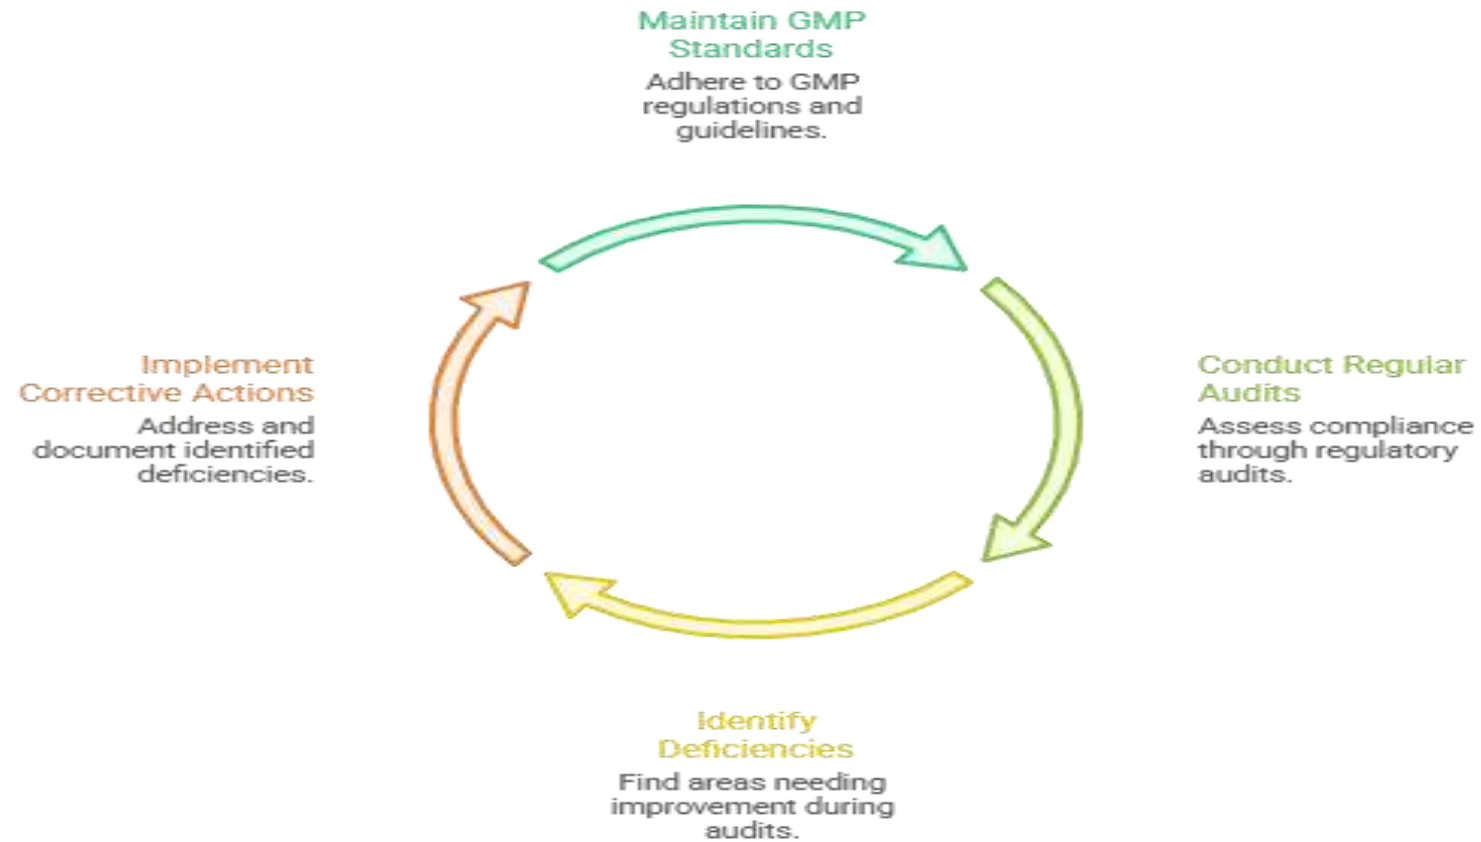 Maintain GMP
Standards
Adhere to GMP
regulations and
guidelines.
Conduct Regular
Audits
Assess compliance
through regulatory
audits.
Identify
Deficiencies
Find areas needing
improvement during
audits.
Implement
Corrective Actions
Address and
document identified
deficiencies.